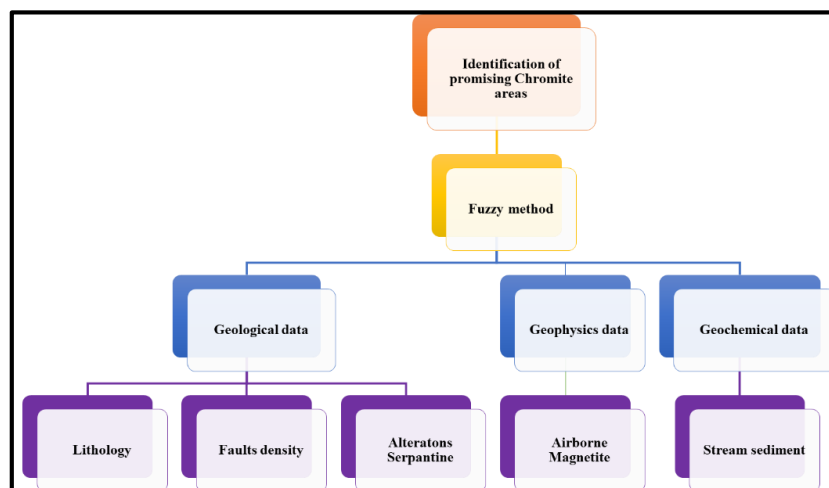 Identification of
promising Chromite
areas
Fuzzy method
Geological data
Geophysics data
Geochemical data
Lithology
Faults density
Alteratons
Serpantine
Airborne
Magnetite
Stream sediment